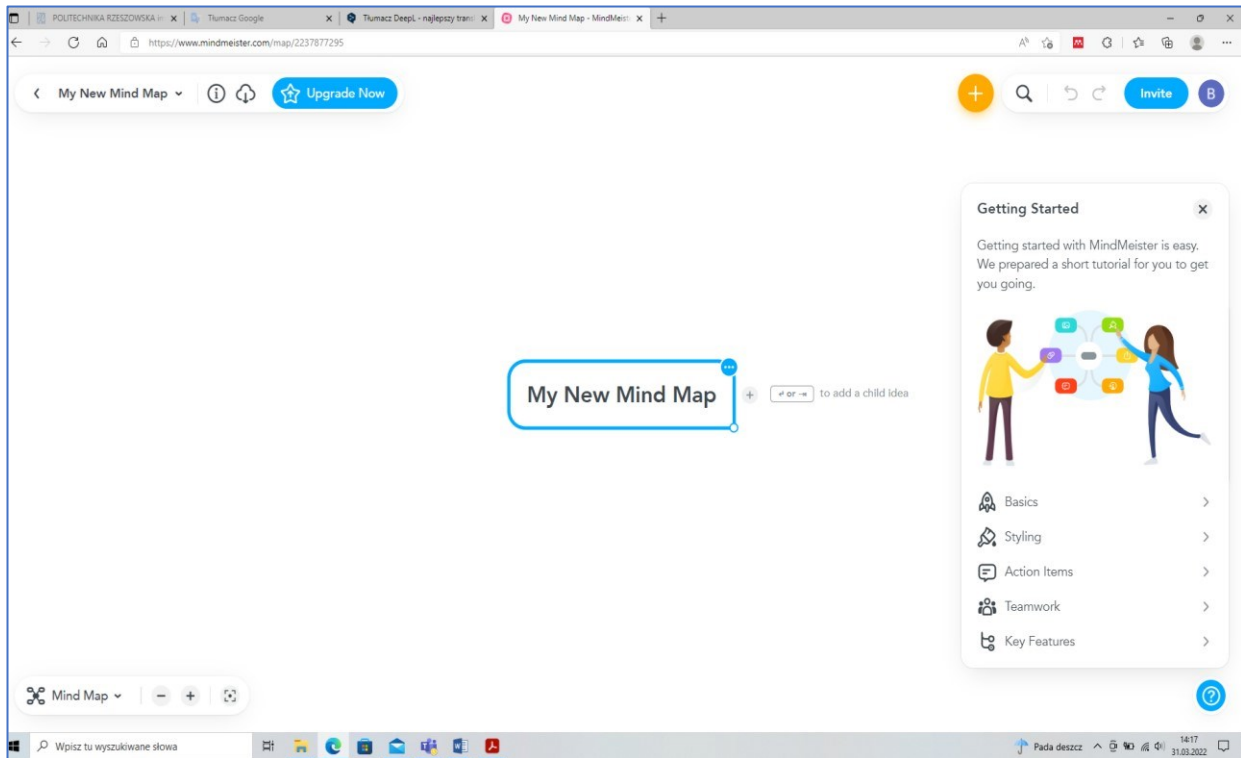 POLITECHNIKA RZESZOWSKA
Tłumacz Google
Tłumacz DeepL - najlepszy trans
My New Mind Map - MindMeist
https://www.mindmeister.com/map/2237877295
My New Mind Map
Upgrade Now
Invite
B
Getting Started
Getting started with MindMeister is easy.
We prepared a short tutorial for you to get
you going.
My New Mind Map
or
to add a child idea
Basics
Styling
Action Items
Teamwork
Key Features
Mind Map
Wpisz tu wyszukiwane słowa
Pada deszcz
14:17
31.03.2022